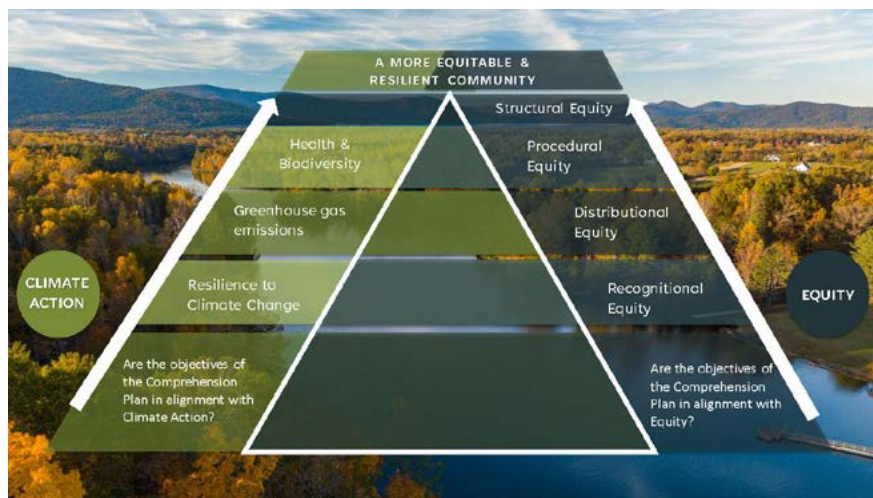 A MORE EQUITABLE &
RESILIENT COMMUNITY
Structural Equity
Health &
Biodiversity
Procedural
Equity
Greenhouse gas
emissions
Distributional
Equity
CLIMATE
ACTION
Resilience to
Climate Change
Recognitional
Equity
EQUITY
Are the objectives of
the Comprehension
Plan in alignment with
Climate Action?
Are the objectives of
the Comprehension
Plan in alignment with
Equity?